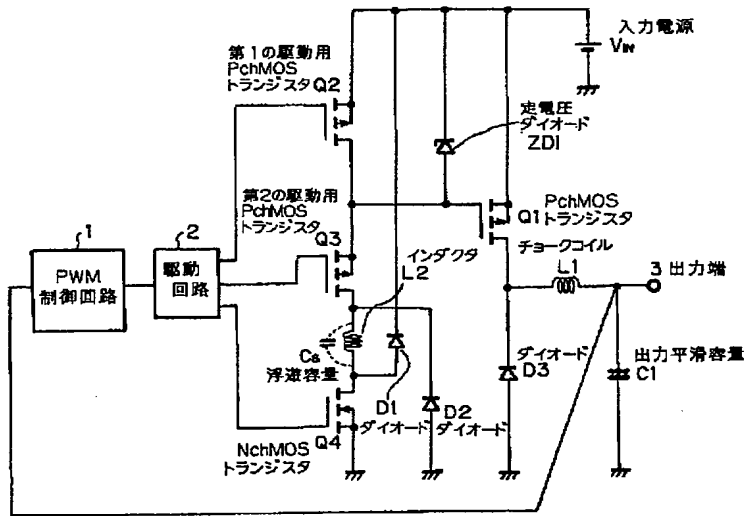 入力電源
VIN
第1の駆動用
PchMOS
トランジスタ Q2
定電圧
ダイオード
ZD1
第2の駆動用
PchMOS
トランジスタ
Q3
PchMOS
Q1 トランジスタ
チョークコイル
L1
3 出力端
1
PWM
制御回路
2
駆動
回路
インダクタ
L2
Cs
浮遊容量
D1
ダイオード
D2
ダイオード
ダイオード
D3
出力平滑容量
C1
NchMOS
トランジスタ
Q4